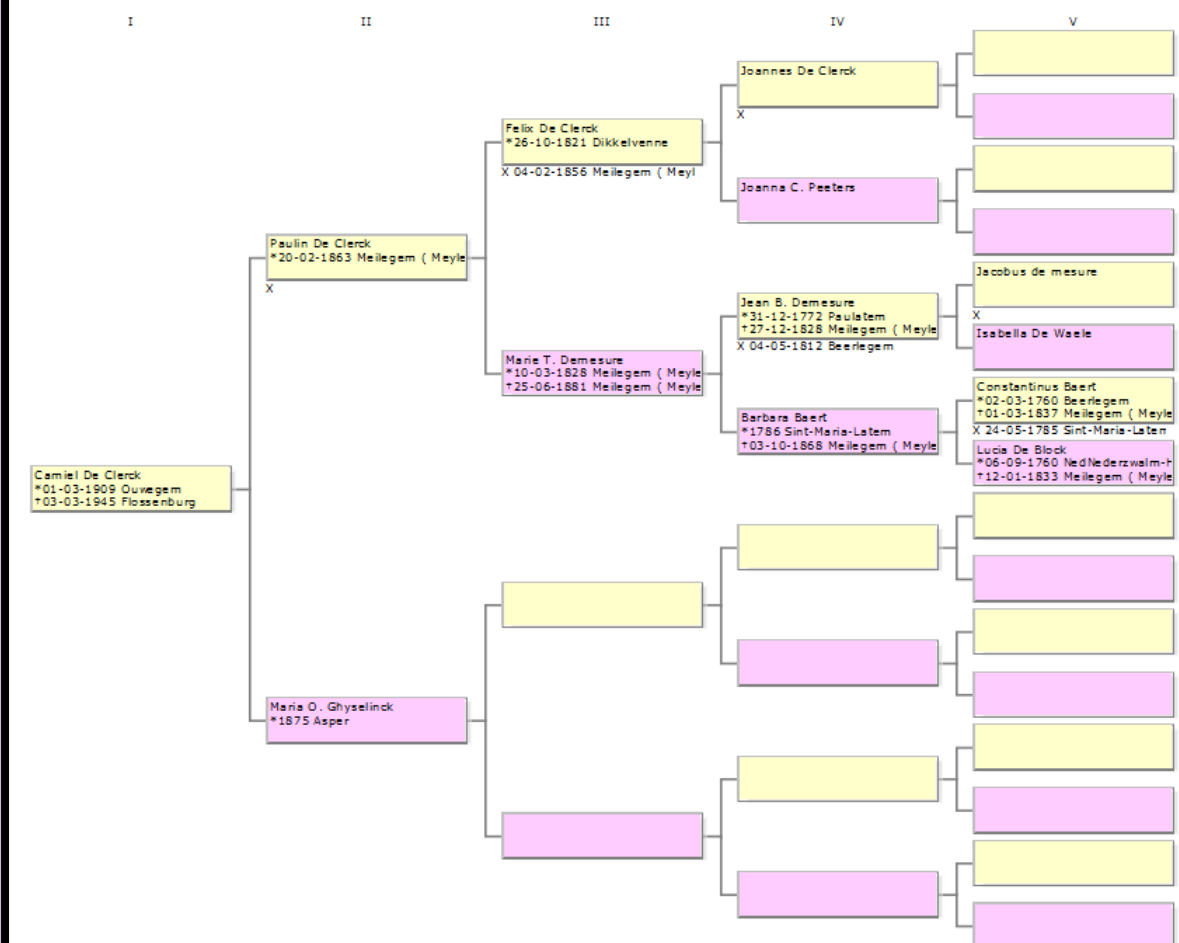 I
II
III
IV
V
Camiel De Clerck
*01-03-1909 Ouwegem
†03-03-1945 Flossenburg
Paulin De Clerck
*20-02-1863 Meilegem ( Meyle
X
Maria O. Ghyselinck
*1875 Asper
Felix De Clerck
*26-10-1821 Dikkelvenne
X 04-02-1856 Meilegem ( Meyl
Marie T. Demesure
*10-03-1828 Meilegem ( Meyle
†25-06-1881 Meilegem ( Meyle
Joannes De Clerck
X
Joanna C. Peeters
Jean B. Demesure
*31-12-1772 Paulatem
†27-12-1828 Meilegem ( Meyle
X 04-05-1812 Beerlegem
Barbara Baert
*1786 Sint-Maria-Latem
†03-10-1868 Meilegem ( Meyle
Jacobus de mesure
X
Isabella De Waele
Constantinus Baert
*02-03-1760 Beerlegem
†01-03-1837 Meilegem ( Meyle
X 24-05-1785 Sint-Maria-Latem
Lucia De Block
*06-09-1760 NedNederzwalm-H
†12-01-1833 Meilegem ( Meyle